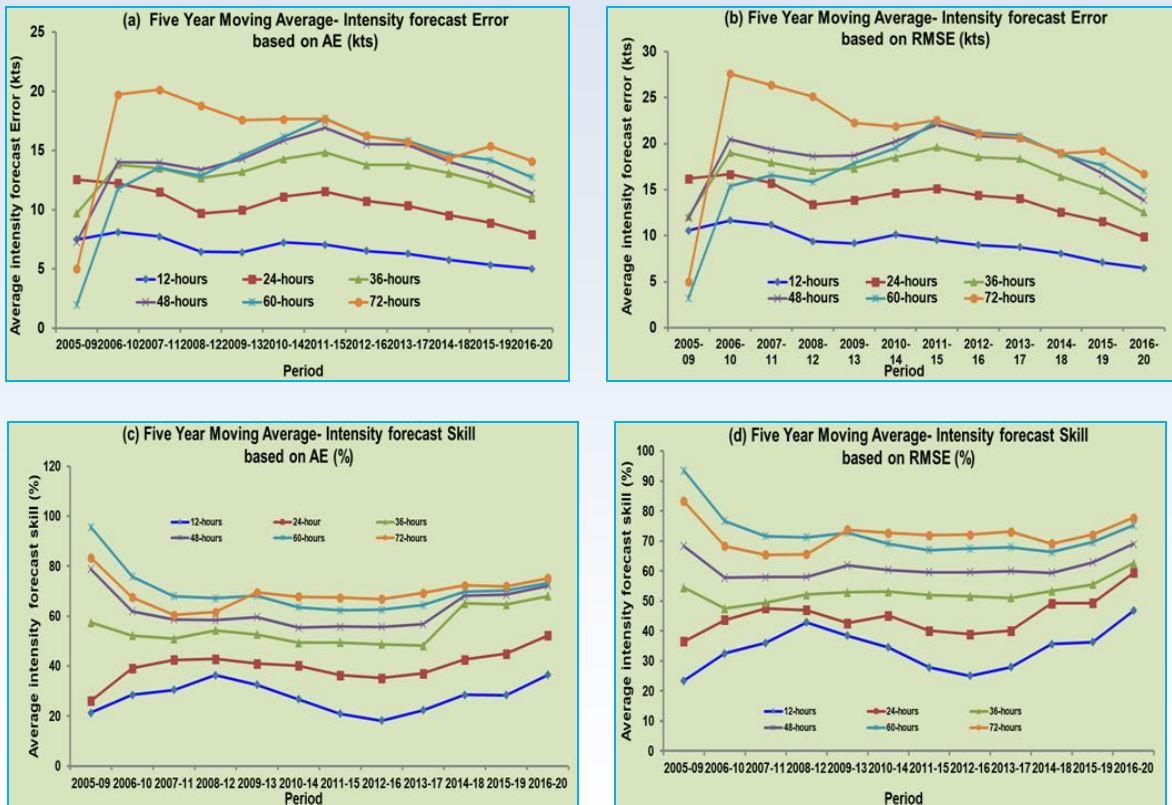 (a) Five Year Moving Average- Intensity forecast Error
based on AE (kts)
Average intensity forecast Error (kts)
25
20
15
10
5
0
12-hours 24-hours 36-hours
48-hours 60-hours 72-hours
2005-09 2006-10 2007-11 2008-12 2009-13 2010-14 2011-15 2012-16 2013-17 2014-18 2015-19 2016-20
Period
(b) Five Year Moving Average- Intensity forecast Error
based on RMSE (kts)
Average intensity forecast error (kts)
30
25
20
15
10
5
0
12-hours 24-hours 36-hours
48-hours 60-hours 72-hours
2005- 2006- 2007- 2008- 2009- 2010- 2011- 2012- 2013- 2014- 2015- 2016-
09 10 11 12 13 14 15 16 17 18 19 20
Period
(c) Five Year Moving Average- Intensity forecast Skill
based on AE (%)
Average intensity forecast skill (%)
120
100
80
60
40
20
0
12-hours 24-hour 36-hours
48-hours 60-hours 72-hours
2005-09 2006-10 2007-11 2008-12 2009-13 2010-14 2011-15 2012-16 2013-17 2014-18 2015-19 2016-20
Period
(d) Five Year Moving Average- Intensity forecast Skill
based on RMSE (%)
Average intensity forecast skill (%)
100
90
80
70
60
50
40
30
20
10
0
12-hours 24-hours 36-hours
48-hours 60-hours 72-hours
2005-09 2006-10 2007-11 2008-12 2009-13 2010-14 2011-15 2012-16 2013-17 2014-18 2015-19 2016-20
Period